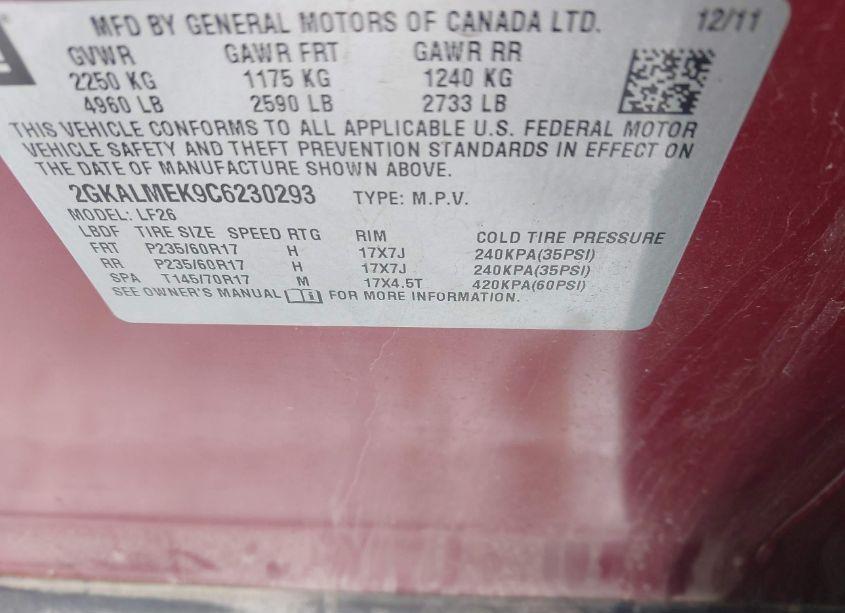 MFD BY GENERAL MOTORS OF CANADA LTD. 12/11
GVWR GAWR FRT GAWR RR
2250 KG 1175 KG 1240 KG
4960 LB 2590 LB 2733 LB
THIS VEHICLE CONFORMS TO ALL APPLICABLE U.S. FEDERAL MOTOR
VEHICLE SAFETY AND THEFT PREVENTION STANDARDS IN EFFECT ON
THE DATE OF MANUFACTURE SHOWN ABOVE.
2GKALMEK9C6230293 TYPE: M.P.V.
MODEL: LF26
LBDF TIRE SIZE SPEED RTG RIM COLD TIRE PRESSURE
FRT P235/60R17 H 17X7J 240KPA(35PSI)
RR P235/60R17 H 17X7J 240KPA(35PSI)
SPA T145/70R17 M 17X4.5T 420KPA(60PSI)
SEE OWNER'S MANUAL FOR MORE INFORMATION.